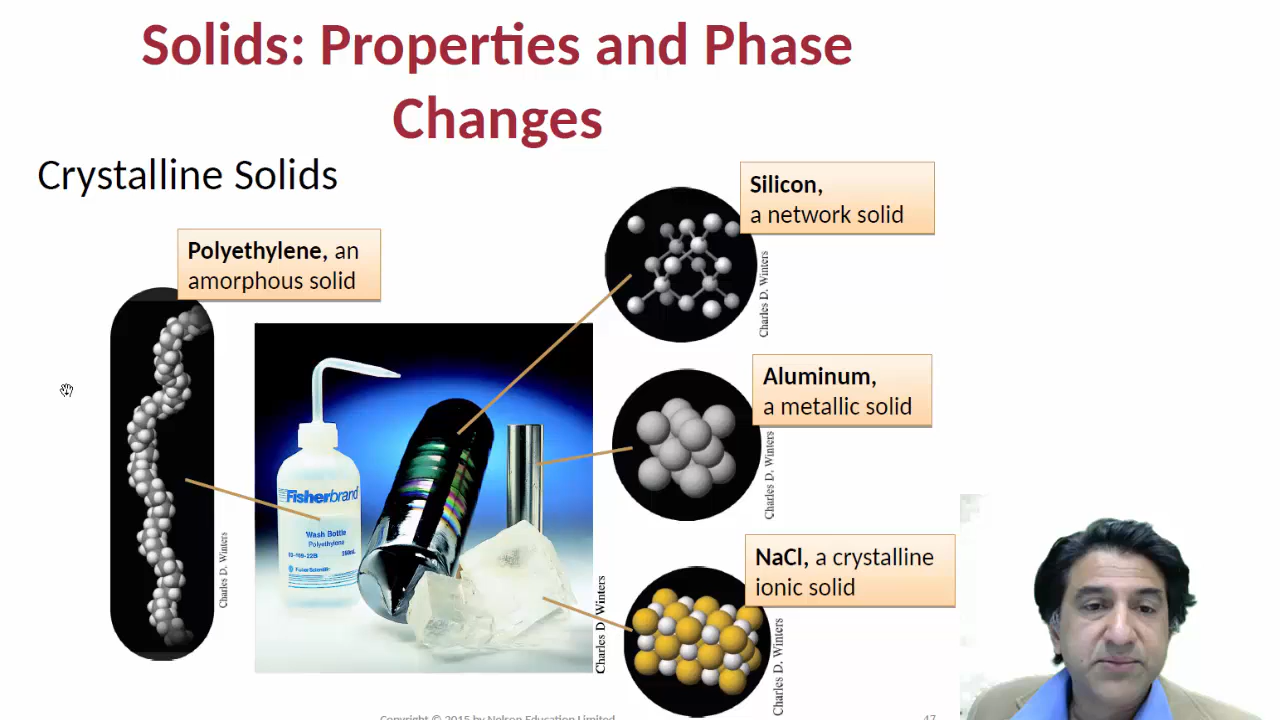 Solids: Properties and Phase
Changes
Crystalline Solids
Silicon,
a network solid
Polyethylene, an
amorphous solid
Charles D. Winters
Aluminum,
a metallic solid
Charles D. Winters
Fisherbrand
Wash Bottle
Polyethylene
Charles D. Winters
NaCl, a crystalline
ionic solid
Charles D. Winters
Charles D. Winters
Copyright © 2015 by Nelson Education Limited
47